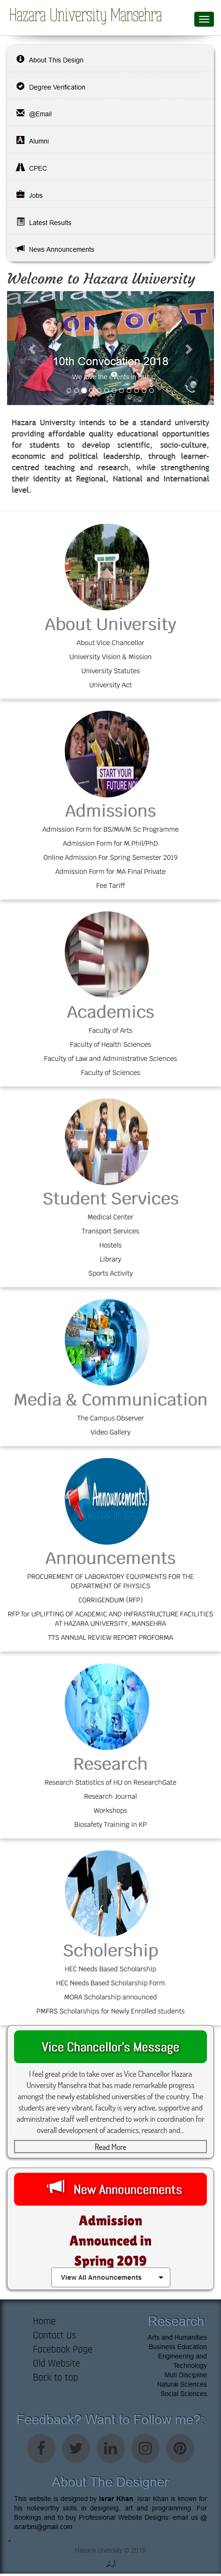 Hazara University Mansehra
About This Design
Degree Verification
@Email
Alumni
CPEC
Jobs
Latest Results
News Announcements
Welcome to Hazara University
10th Convocation 2018
We love the events in
Hazara University intends to be a standard university
providing affordable quality educational opportunities
for students to develop scientific, socio-culture,
economic and political leadership, through learner-
centred teaching and research, while strengthening
their identity at Regional, National and International
level.
About University
About Vice Chancellor
University Vision & Mission
University Statutes
University Act
START YOUR
FUTURE NOW
Admissions
Admission Form for BS/MA/M.Sc Programme
Admission Form for M.Phil/PhD
Online Admission For Spring Semester 2019
Admission Form for MA Final Private
Fee Tariff
Academics
Faculty of Arts
Faculty of Health Sciences
Faculty of Law and Administrative Sciences
Faculty of Sciences
Student Services
Medical Center
Transport Services
Hostels
Library
Sports Activity
Media & Communication
The Campus Observer
Video Gallery
Announcements!
Announcements
PROCUREMENT OF LABORATORY EQUIPMENTS FOR THE
DEPARTMENT OF PHYSICS
CORRIGENDUM (RFP)
RFP for UPLIFTING OF ACADEMIC AND INFRASTRUCTURE FACILITIES
AT HAZARA UNIVERSITY, MANSEHRA
TTS ANNUAL REVIEW REPORT PROFORMA
Research
Research Statistics of HU on ResearchGate
Research Journal
Workshops
Biosafety Training in KP
Scholership
HEC Needs Based Scholarship
HEC Needs Based Scholarship Form
MORA Scholarship announced
PMFRS Scholarships for Newly Enrolled students
Vice Chancellor's Message
I feel great pride to take over as Vice Chancellor Hazara
University Mansehra that has made remarkable progress
amongst the newly established universities of the country. The
students are very vibrant, faculty is very active, supportive and
administrative staff well entrenched to work in coordination for
overall development of academics, research and...
Read More
New Announcements
Admission
Announced in
Spring 2019
View All Announcements
Home
Contact Us
Facebook Page
Old Website
Back to top
Research
Arts and Humanities
Business Education
Engineering and
Technology
Muti Discipline
Natural Sciences
Social Sciences
Feedback? Want to Follow me?:
About The Designer
This website is designed by Israr Khan. Israr Khan is known for
his noteworthy skills in designing, art and programming. For
Bookings and to buy Professional Website Designs: email us @
israrbm@gmail.com
Hazara University © 2019